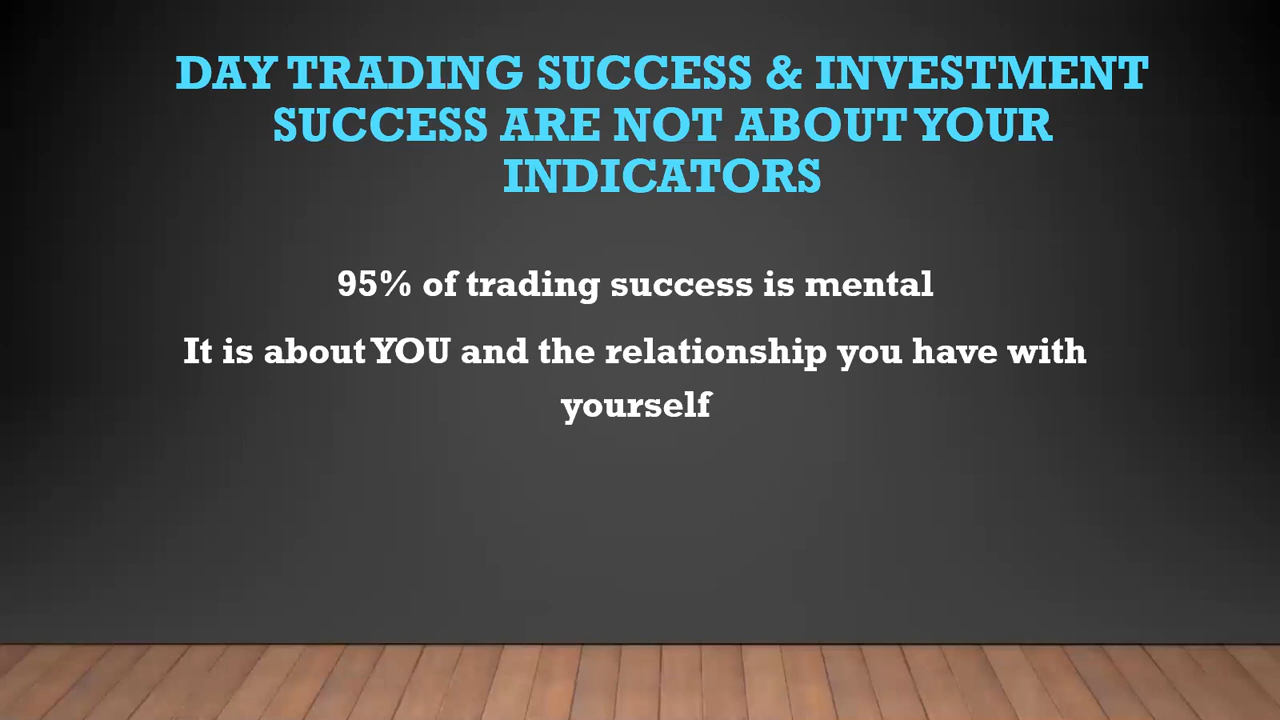 DAY TRADING SUCCESS & INVESTMENT
SUCCESS ARE NOT ABOUT YOUR
INDICATORS
95% of trading success is mental
It is about YOU and the relationship you have with
yourself